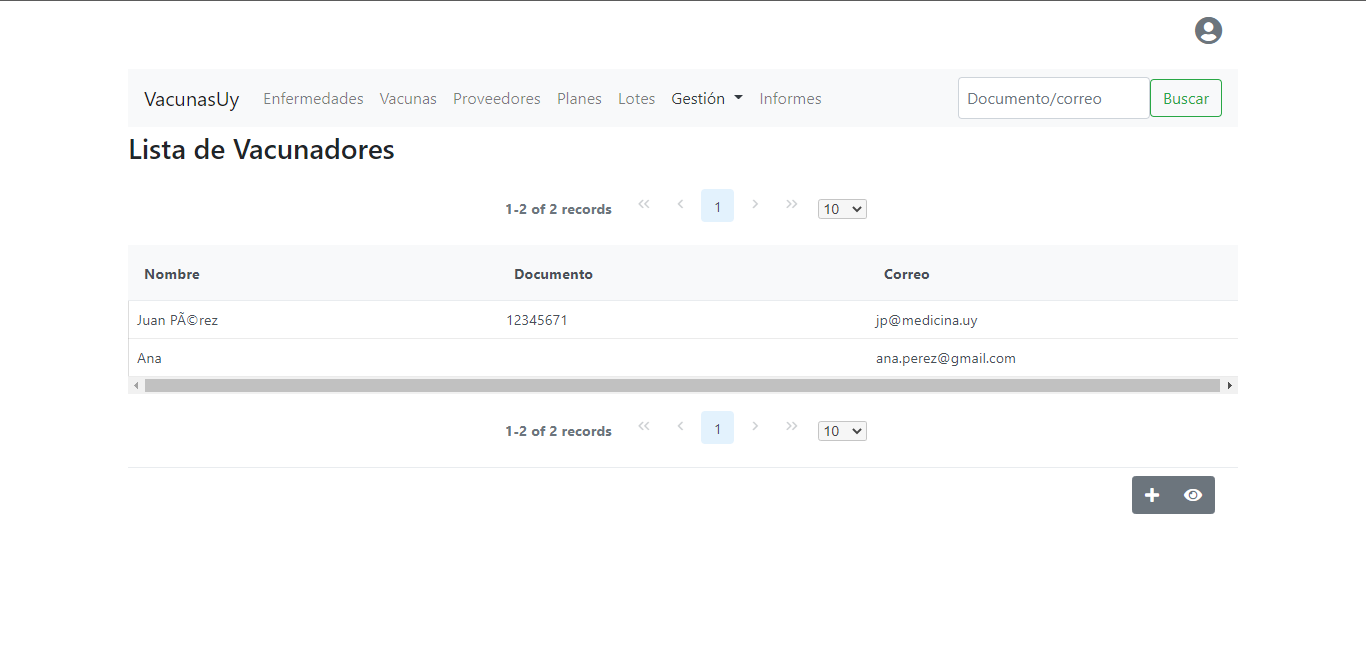 VacunasUy Enfermedades Vacunas Proveedores Planes Lotes Gestión Informes Documento/correo Buscar
Lista de Vacunadores
1-2 of 2 records 1 10
Nombre Documento Correo
Juan PÃ©rez 12345671 jp@medicina.uy
Ana ana.perez@gmail.com
1-2 of 2 records 1 10